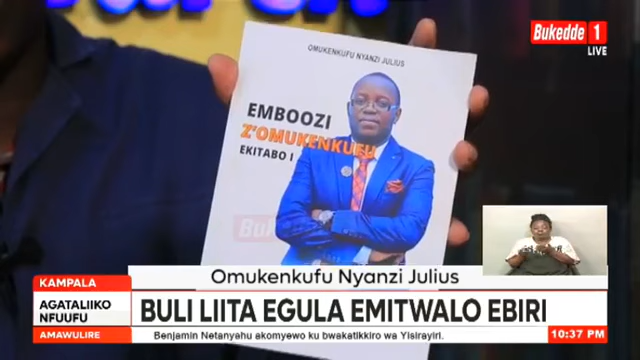 Bukedde 1
LIVE
OMUKENKUFU NYANZI JULIUS
EMBOOZI
Z'OMUKENKUFU
EKITABO I
Bukedde
Omukenkufu Nyanzi Julius
KAMPALA
AGATALIIKO
NFUUFU
AMAWULIRE
BULI LIITA EGULA EMITWALO EBIRI
Benjamin Netanyahu akomyewo ku bwakatikkiro wa Yisirayiri.
10:37 PM